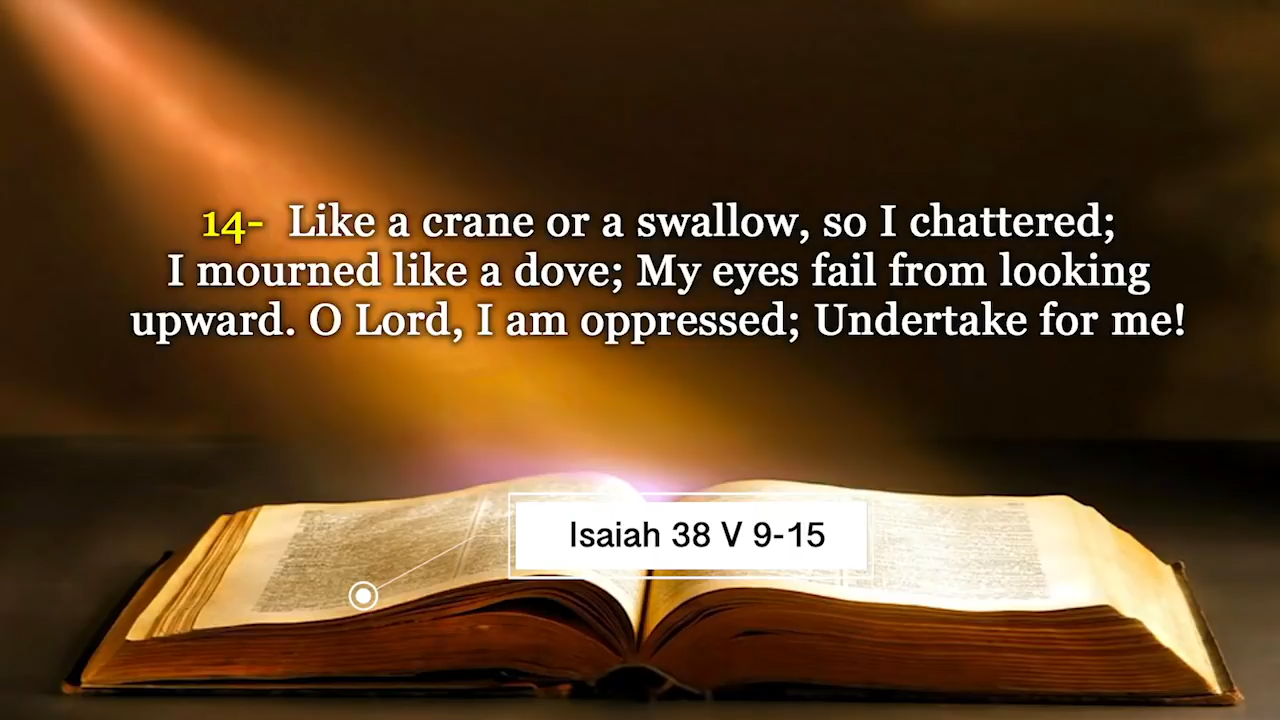 14- Like a crane or a swallow, so I chattered;
I mourned like a dove; My eyes fail from looking
upward. O Lord, I am oppressed; Undertake for me!
Isaiah 38 V 9-15